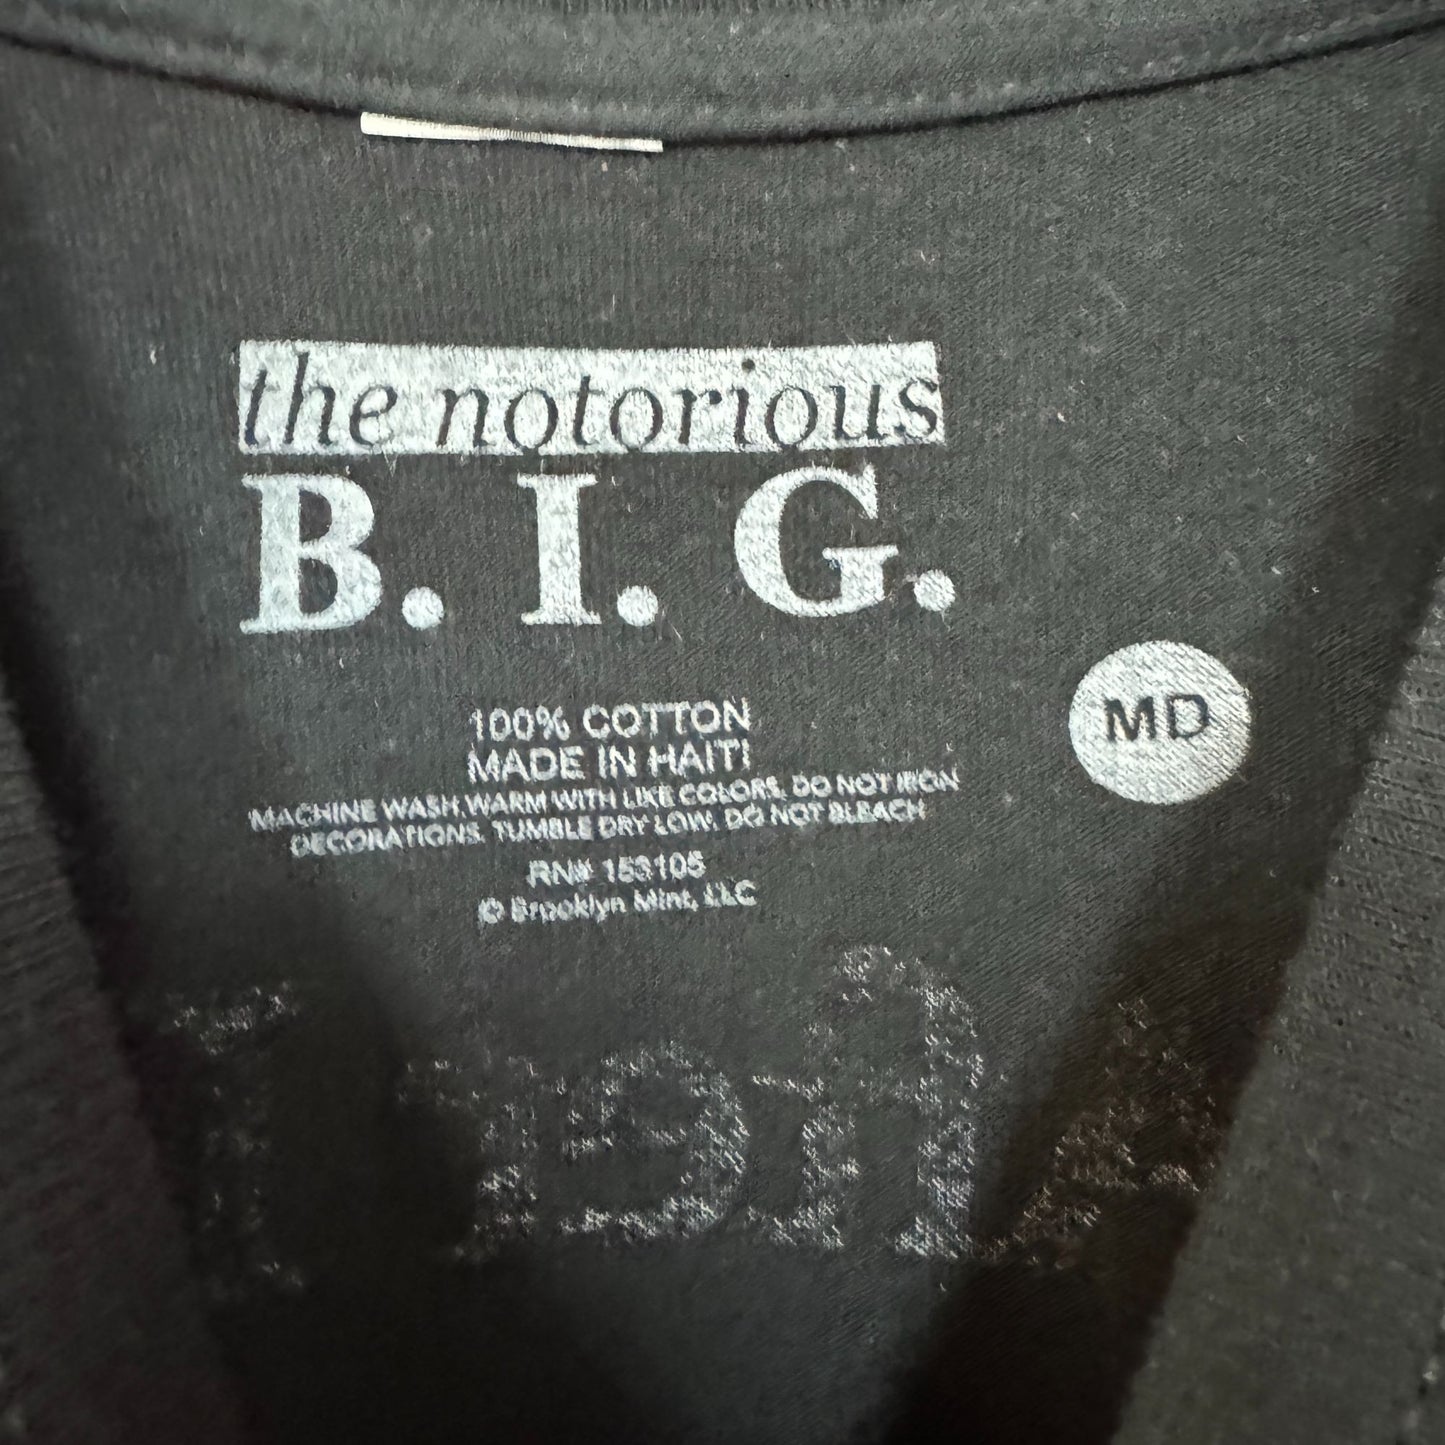 the notorious
B. I. G.
100% COTTON
MADE IN HAITI
MD
MACHINE WASH WARM WITH LIKE COLORS. DO NOT IRON
DECORATIONS. TUMBLE DRY LOW. DO NOT BLEACH
RN# 153105
© Brooklyn Mint, LLC